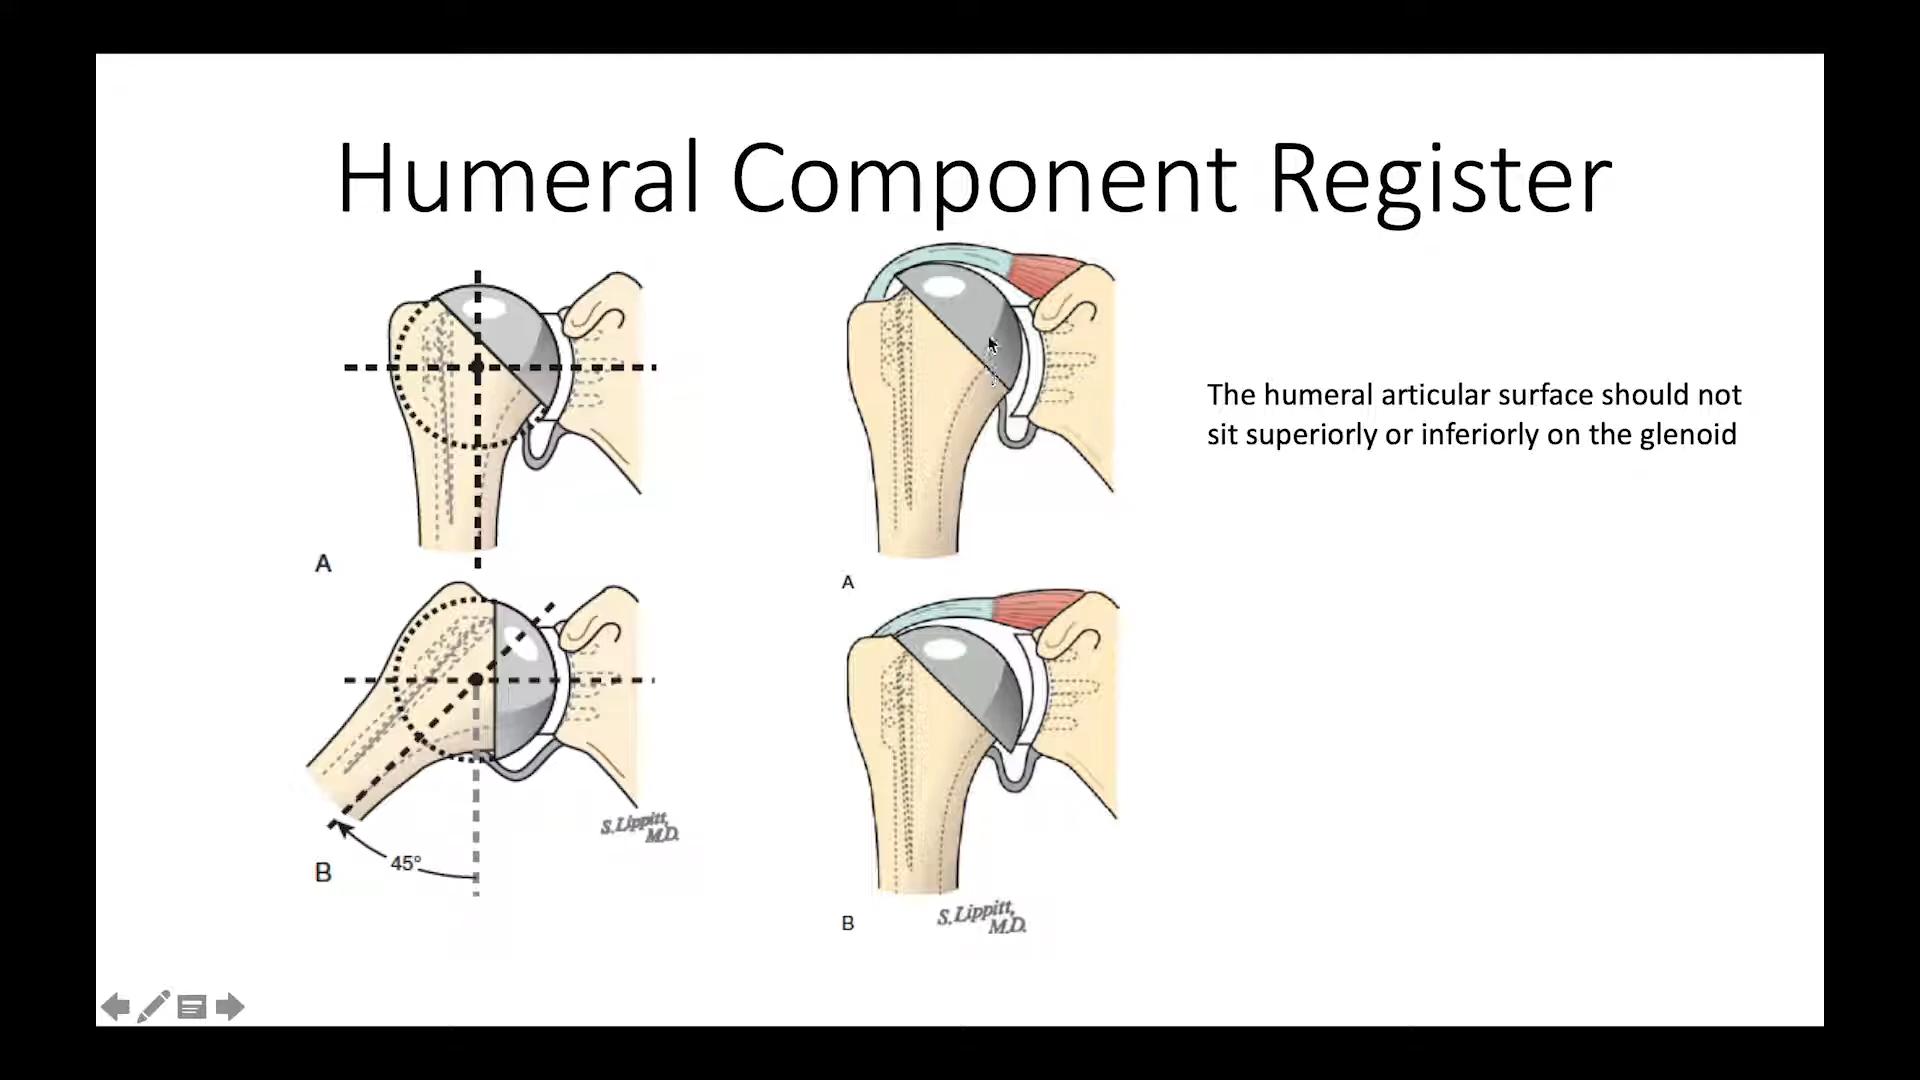 Humeral Component Register
A
B
45°
S. Lippitt,
M.D.
A
B
S. Lippitt,
M.D.
The humeral articular surface should not
sit superiorly or inferiorly on the glenoid